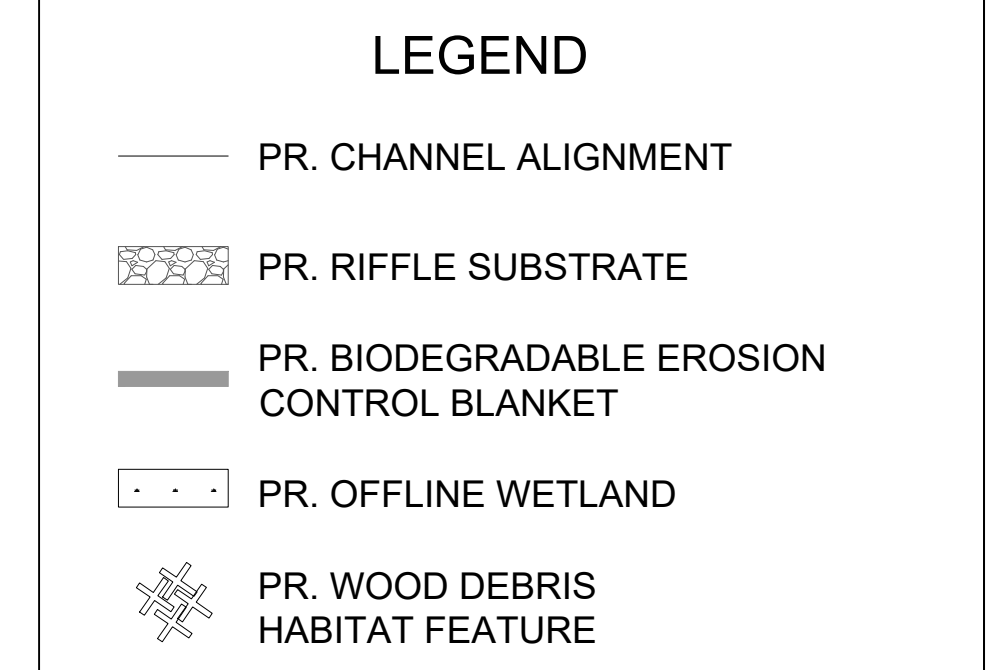 LEGEND
PR. CHANNEL ALIGNMENT
PR. RIFFLE SUBSTRATE
PR. BIODEGRADABLE EROSION
CONTROL BLANKET
PR. OFFLINE WETLAND
PR. WOOD DEBRIS
HABITAT FEATURE